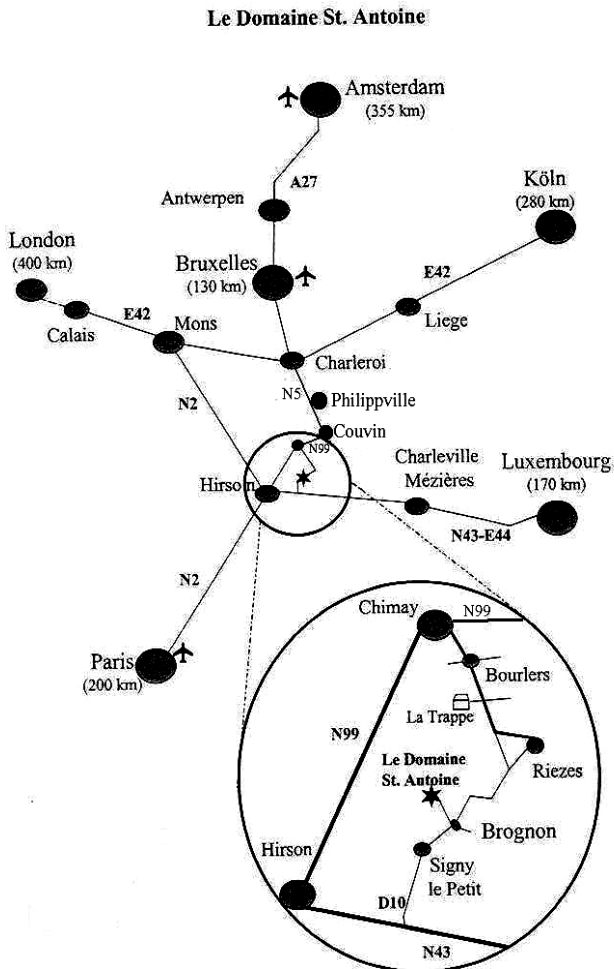 Le Domaine St. Antoine
Amsterdam
(355 km)
A27
Antwerpen
Köln
(280 km)
London
(400 km)
Bruxelles
(130 km)
E42
E42
Calais
Mons
Liege
Charleroi
N5
Philippville
N2
Couvin
N99
Charleville
Mézières
Luxembourg
(170 km)
Hirson
N43-E44
N2
Paris
(200 km)
Chimay
N99
Bourlers
La Trappe
N99
Le Domaine
St. Antoine
Riezes
Brognon
Hirson
Signy
le Petit
D10
N43